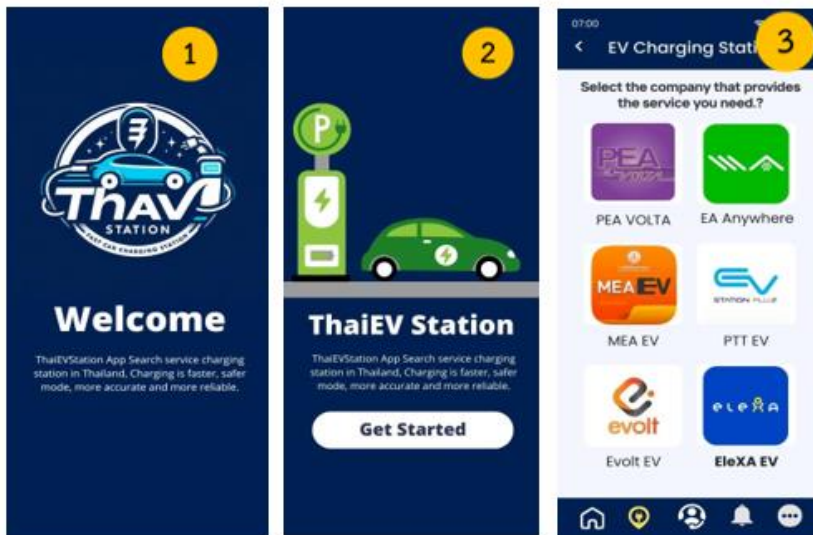 1
ThAV
STATION
FAST CAR CHARGING STATION
Welcome
ThaiEVStation App Search service charging
station in Thailand, Charging is faster, safer
mode, more accurate and more reliable.
2
P
ThaiEV Station
ThaiEVStation App Search service charging
station in Thailand, Charging is faster, safer
mode, more accurate and more reliable.
Get Started
07:00
3
EV Charging Stati
Select the company that provides
the service you need.?
PEA
VOLTA
PEA VOLTA
EA Anywhere
MEA EV
MEA EV
EV
STATION PLUZ
PTT EV
evolt
Evolt EV
eleXA
EleXA EV